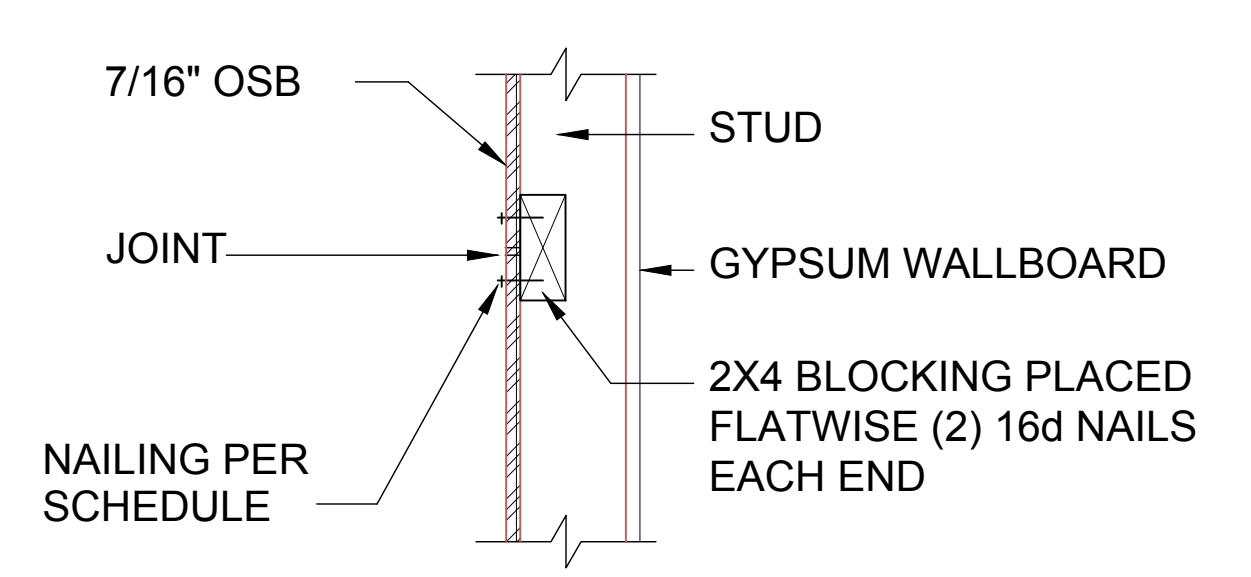 7/16" OSB
STUD
JOINT
GYPSUM WALLBOARD
2X4 BLOCKING PLACED
FLATWISE (2) 16d NAILS
EACH END
NAILING PER
SCHEDULE